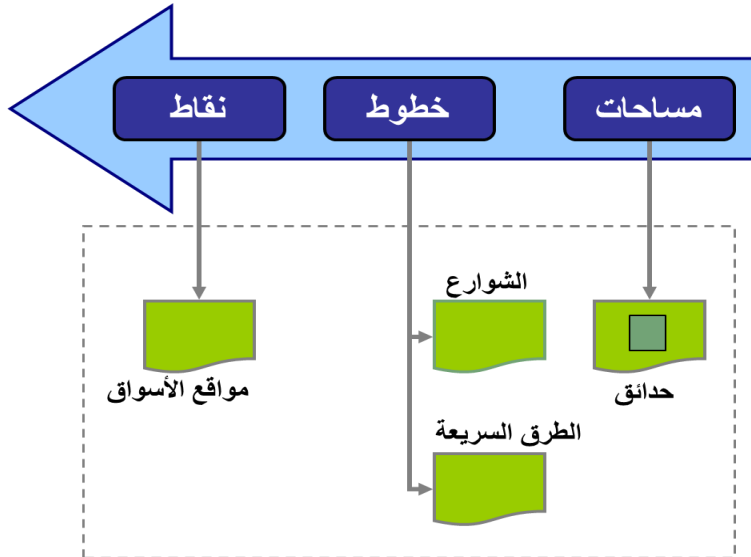 مساحات
خطوط
نقاط
الشوارع
حدائق
مواقع الأسواق
الطرق السريعة